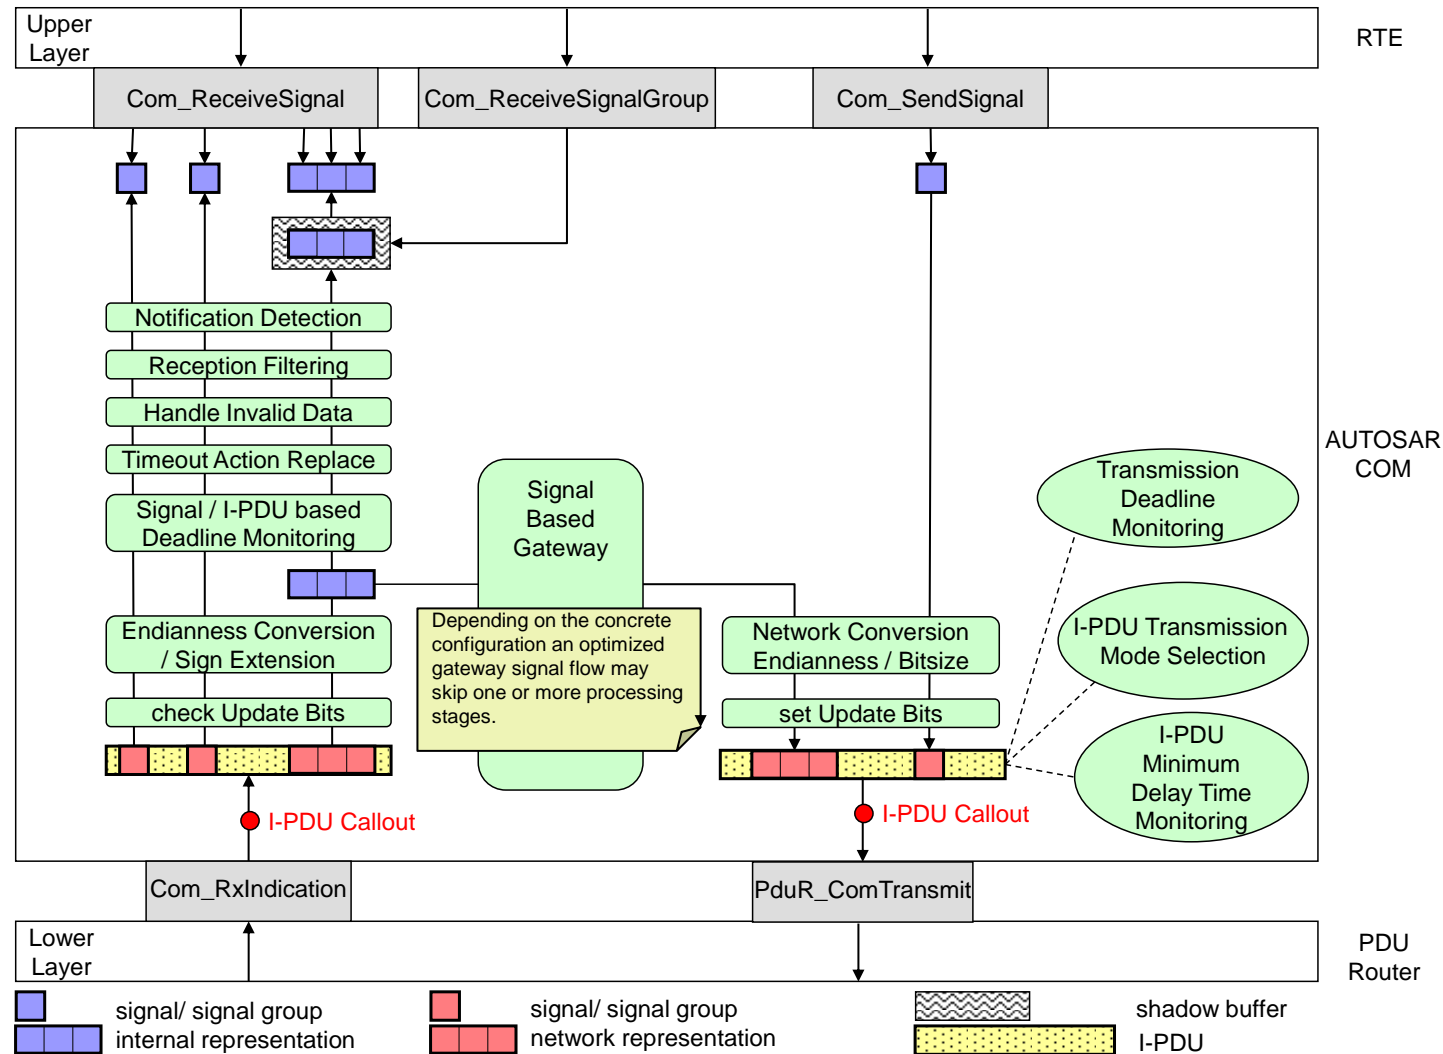 Upper
Layer
RTE
Com_ReceiveSignal
Com_ReceiveSignalGroup
Com_SendSignal
Notification Detection
Reception Filtering
Handle Invalid Data
Timeout Action Replace
Signal / I-PDU based
Deadline Monitoring
Endianness Conversion
/ Sign Extension
check Update Bits
I-PDU Callout
Signal
Based
Gateway
Depending on the concrete
configuration an optimized
gateway signal flow may
skip one or more processing
stages.
Network Conversion
Endianness / Bitsize
set Update Bits
I-PDU Callout
Transmission
Deadline
Monitoring
I-PDU Transmission
Mode Selection
I-PDU
Minimum
Delay Time
Monitoring
AUTOSAR
COM
Com_RxIndication
PduR_ComTransmit
Lower
Layer
PDU
Router
signal/ signal group
internal representation
signal/ signal group
network representation
shadow buffer
I-PDU